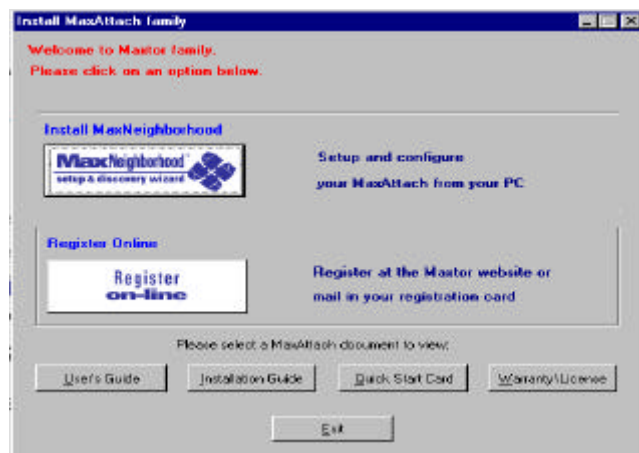 Install MaxAttach family
Welcome to Maxtor family.
Please click on an option below.
Install MaxNeighborhood
MaxNeighborhood
setup & discovery wizard
Setup and configure
your MaxAttach from your PC
Register Online
Register
on-line
Register at the Maxtor website or
mail in your registration card
Please select a MaxAttach document to view:
User's Guide
Installation Guide
Quick Start Card
Warranty\License
Exit